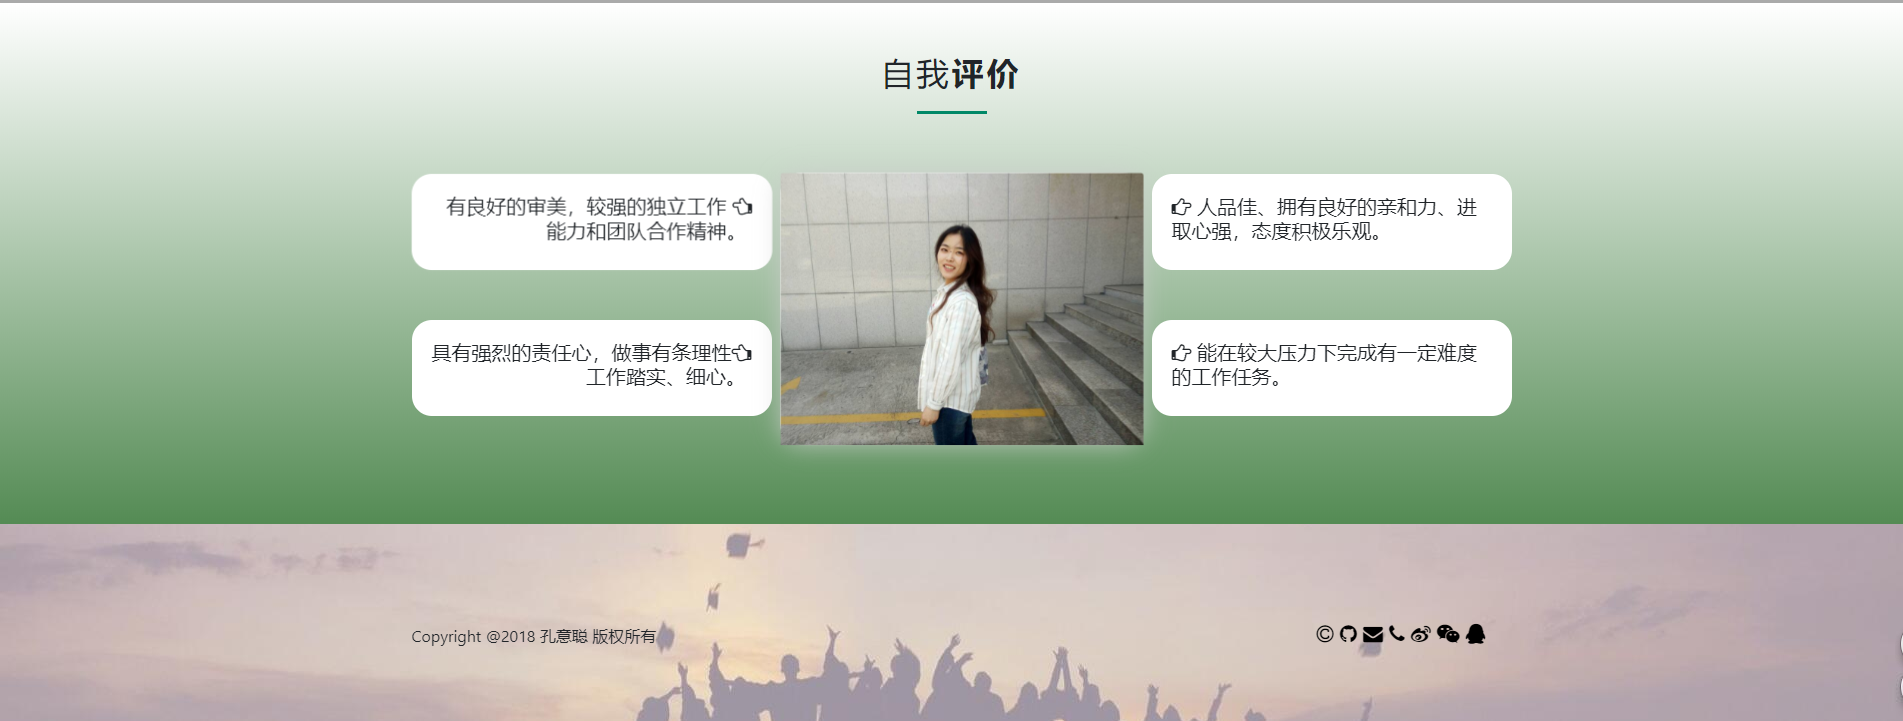 自我评价
有良好的审美，较强的独立工作
能力和团队合作精神。
人品佳、拥有良好的亲和力、进
取心强，态度积极乐观。
具有强烈的责任心，做事有条理性
工作踏实、细心。
能在较大压力下完成有一定难度
的工作任务。
Copyright @2018 孔意聪 版权所有